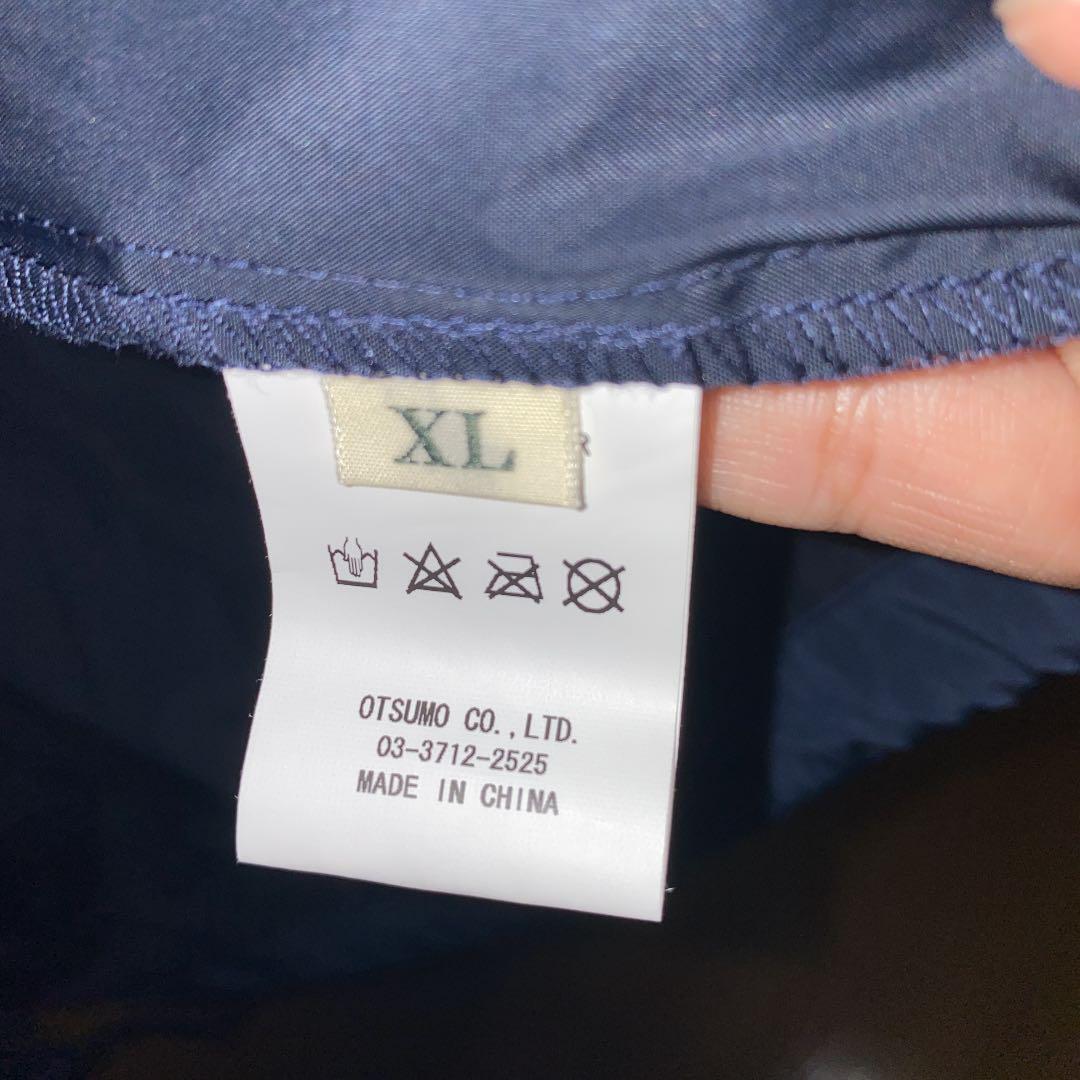 XL
R
OTSUMO CO.,LTD.
03-3712-2525
MADE IN CHINA